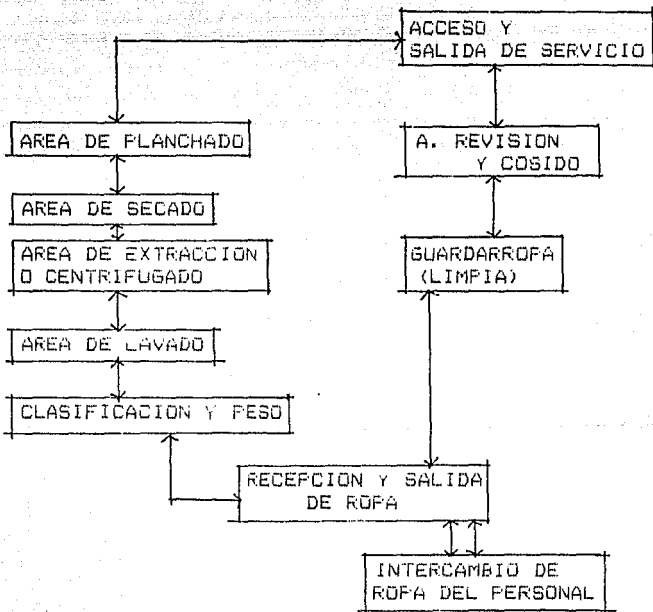 ACCESO Y
SALIDA DE SERVICIO
AREA DE PLANCHADO
A. REVISION
Y COSIDO
AREA DE SECADO
AREA DE EXTRACCION
O CENTRIFUGADO
GUARDARROPA
(LIMPIA)
AREA DE LAVADO
CLASIFICACION Y PESO
RECEPCION Y SALIDA
DE ROPA
INTERCAMBIO DE
ROPA DEL PERSONAL